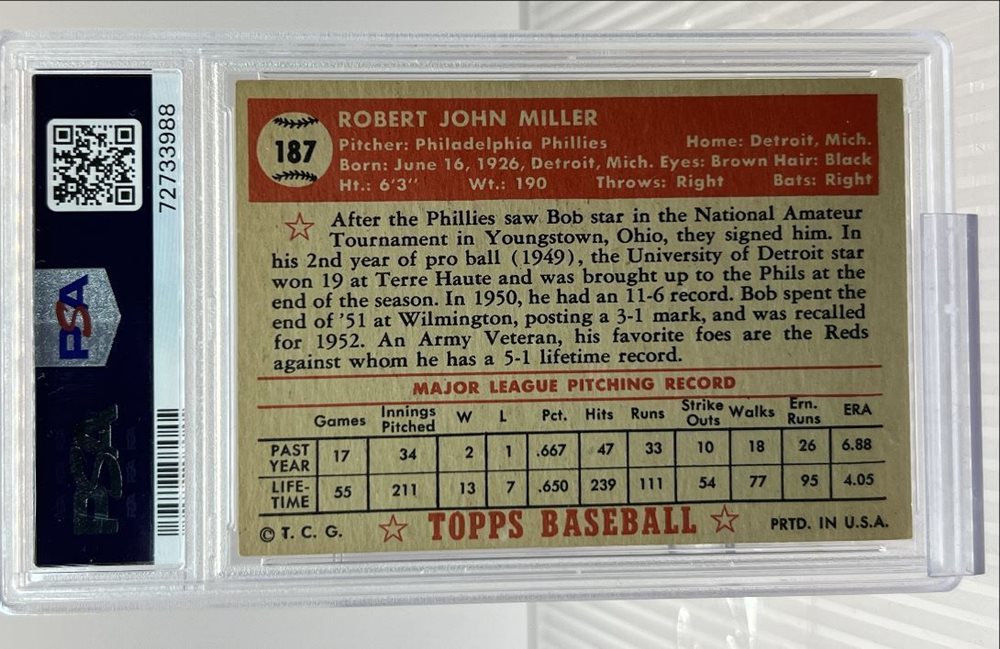 72733988
PSA
PSA
187
ROBERT JOHN MILLER
Pitcher: Philadelphia Phillies Home: Detroit, Mich.
Born: June 16, 1926, Detroit, Mich. Eyes: Brown Hair: Black
Ht.: 6'3" Wt.: 190 Throws: Right Bats: Right
After the Phillies saw Bob star in the National Amateur
Tournament in Youngstown, Ohio, they signed him. In
his 2nd year of pro ball (1949), the University of Detroit star
won 19 at Terre Haute and was brought up to the Phils at the
end of the season. In 1950, he had an 11-6 record. Bob spent the
end of '51 at Wilmington, posting a 3-1 mark, and was recalled
for 1952. An Army Veteran, his favorite foes are the Reds
against whom he has a 5-1 lifetime record.
MAJOR LEAGUE PITCHING RECORD
Games Innings Pitched W L Pct. Hits Runs Strike Outs Walks Ern. Runs ERA
PAST YEAR 17 34 2 1 .667 47 33 10 18 26 6.88
LIFE-TIME 55 211 13 7 .650 239 111 54 77 95 4.05
© T. C. G. TOPPS BASEBALL PRTD. IN U.S.A.